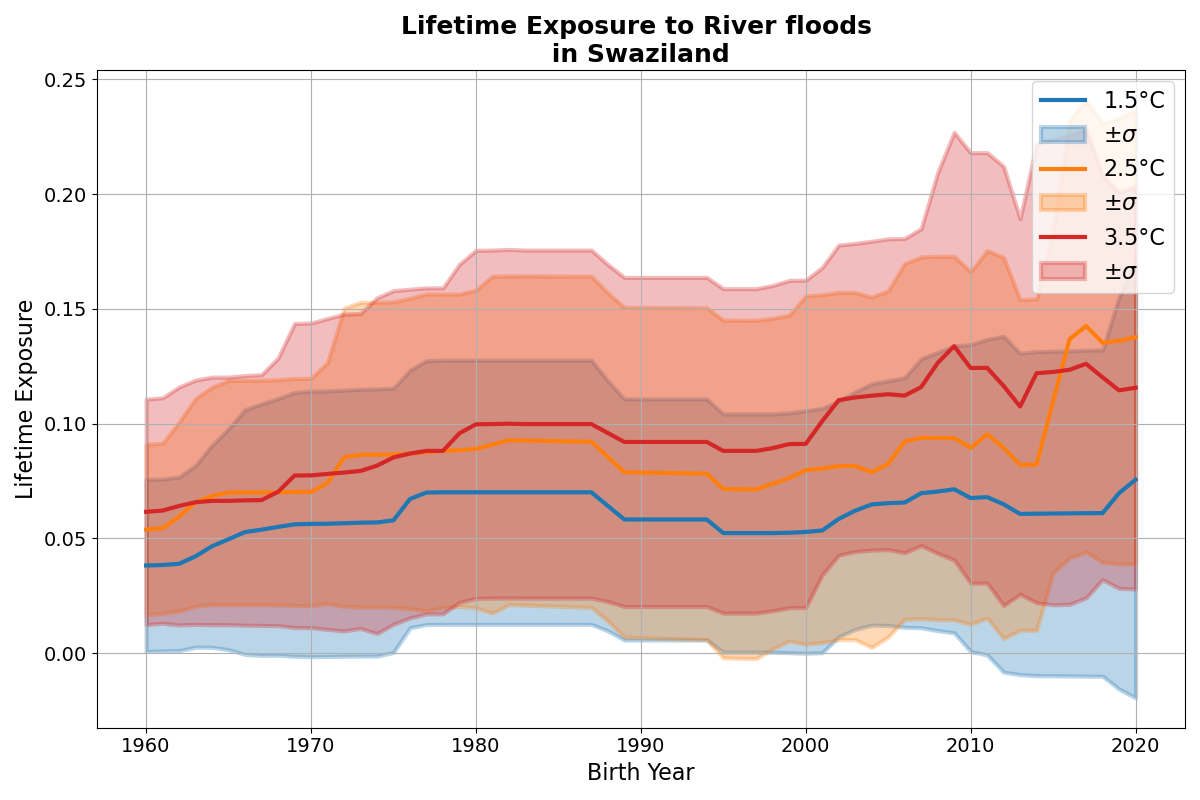 Lifetime Exposure to River floods
in Swaziland
Lifetime Exposure
0.25
0.20
0.15
0.10
0.05
0.00
1960 1970 1980 1990 2000 2010 2020
Birth Year
1.5°C
±σ
2.5°C
±σ
3.5°C
±σ